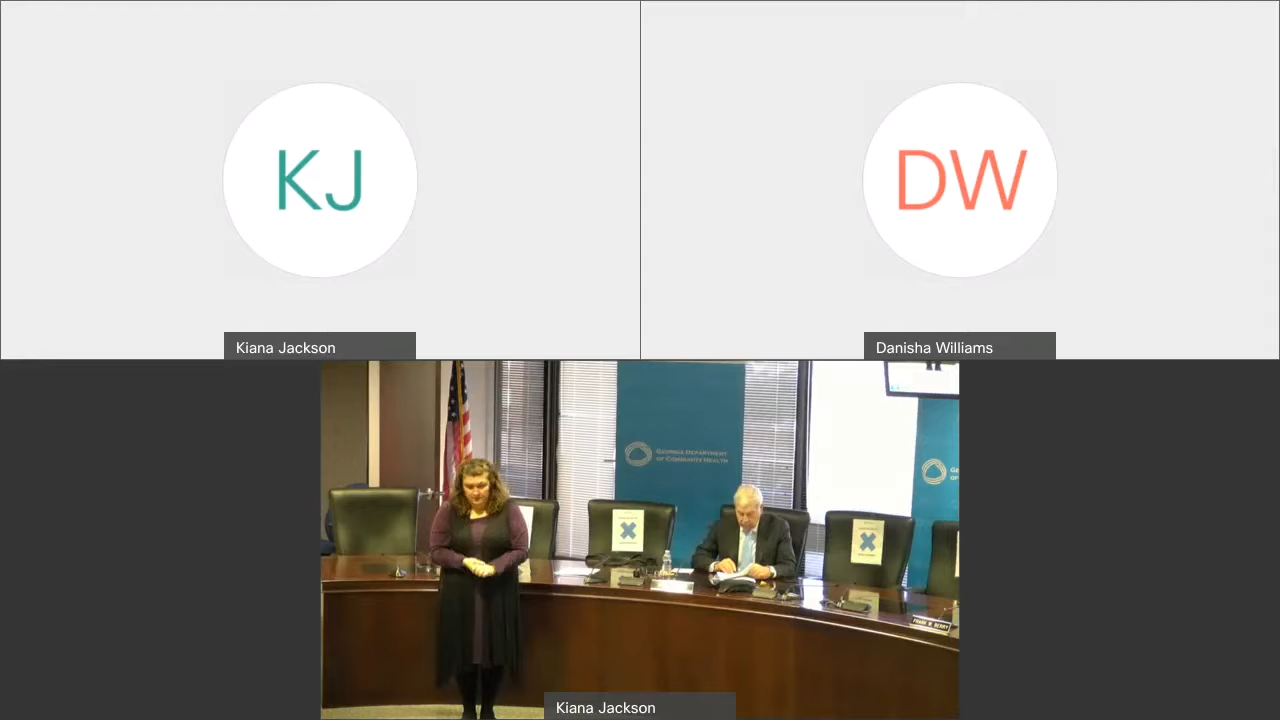 KJ
DW
Kiana Jackson
Danisha Williams
GEORGIA DEPARTMENT
OF COMMUNITY HEALTH
FRANK W. BERRY
Kiana Jackson